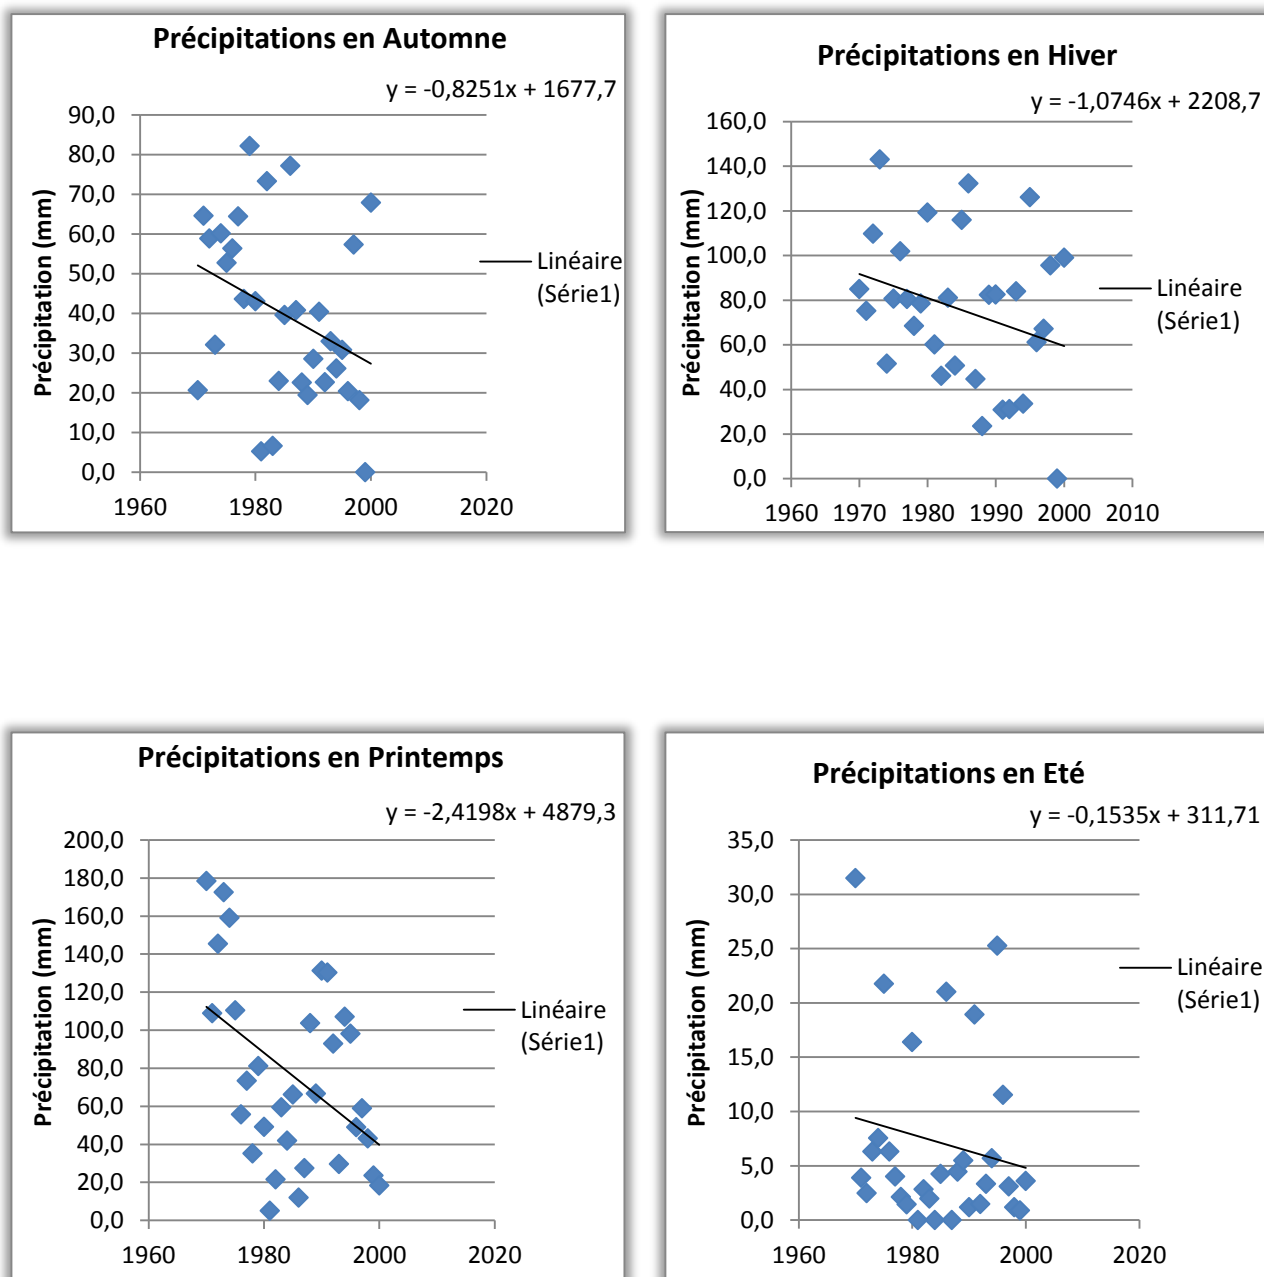 Précipitations en Automne
y = -0,8251x + 1677,7
Précipitation (mm)
90,0
80,0
70,0
60,0
50,0
40,0
30,0
20,0
10,0
0,0
1960 1980 2000 2020
Linéaire
(Série1)
Précipitations en Hiver
y = -1,0746x + 2208,7
Précipitation (mm)
160,0
140,0
120,0
100,0
80,0
60,0
40,0
20,0
0,0
1960 1970 1980 1990 2000 2010
Linéaire
(Série1)
Précipitations en Printemps
y = -2,4198x + 4879,3
Précipitation (mm)
200,0
180,0
160,0
140,0
120,0
100,0
80,0
60,0
40,0
20,0
0,0
1960 1980 2000 2020
Linéaire
(Série1)
Précipitations en Eté
y = -0,1535x + 311,71
Précipitation (mm)
35,0
30,0
25,0
20,0
15,0
10,0
5,0
0,0
1960 1980 2000 2020
Linéaire
(Série1)